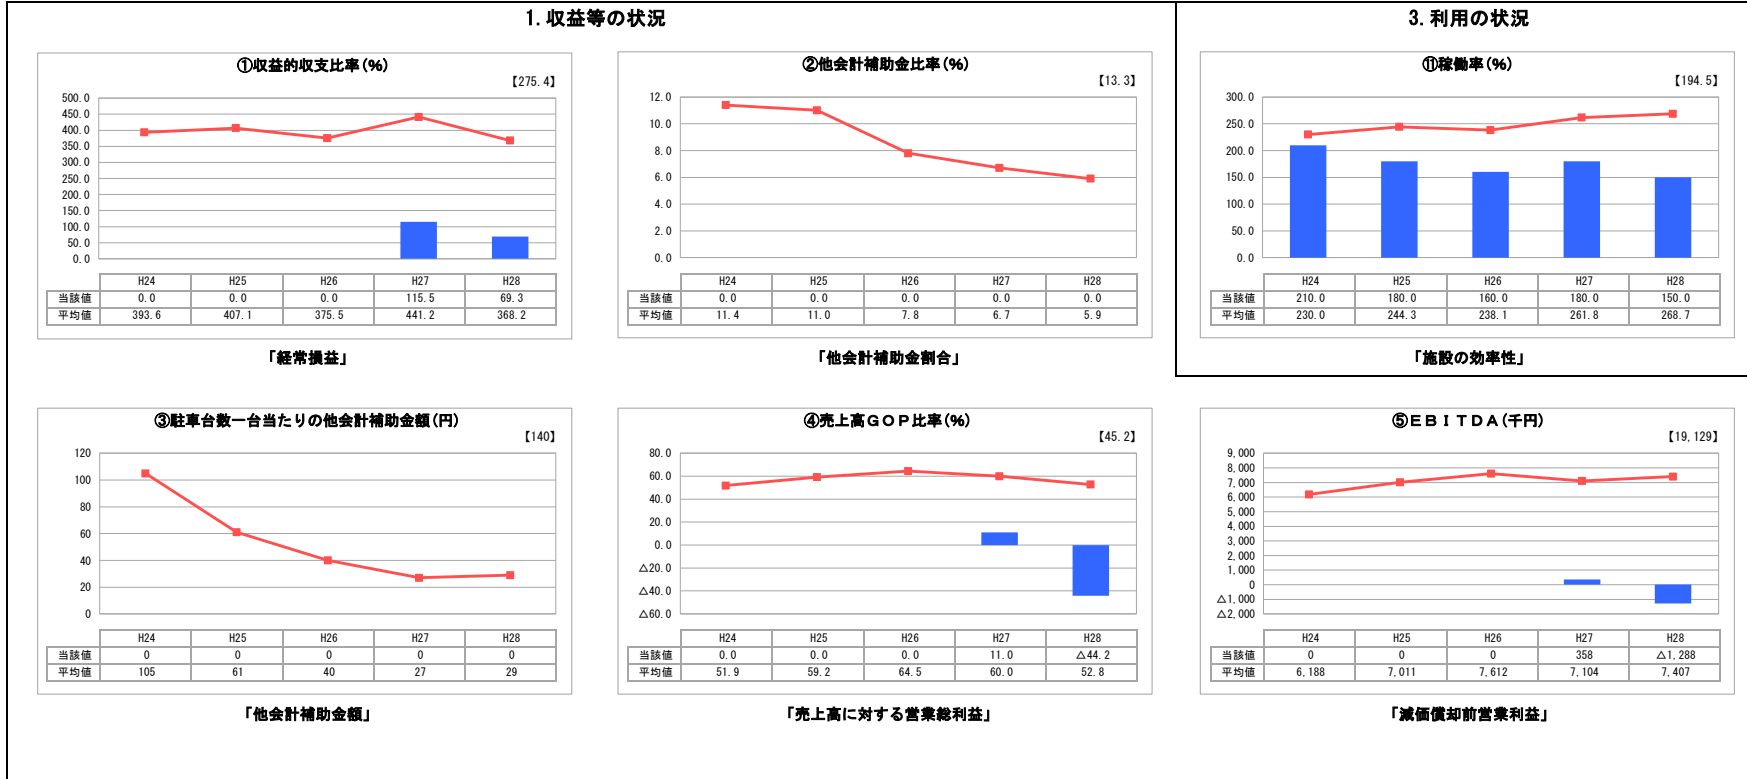 1. 収益等の状況
3. 利用の状況
①収益的収支比率(%)
【275.4】
500.0
450.0
400.0
350.0
300.0
250.0
200.0
150.0
100.0
50.0
0.0
H24 H25 H26 H27 H28
当該値 0.0 0.0 0.0 115.5 69.3
平均値 393.6 407.1 375.5 441.2 368.2
「経常損益」
②他会計補助金比率(%)
【13.3】
12.0
10.0
8.0
6.0
4.0
2.0
0.0
H24 H25 H26 H27 H28
当該値 0.0 0.0 0.0 0.0 0.0
平均値 11.4 11.0 7.8 6.7 5.9
「他会計補助金割合」
⑪稼働率(%)
【194.5】
300.0
250.0
200.0
150.0
100.0
50.0
0.0
H24 H25 H26 H27 H28
当該値 210.0 180.0 160.0 180.0 150.0
平均値 230.0 244.3 238.1 261.8 268.7
「施設の効率性」
③駐車台数一台当たりの他会計補助金額(円)
【140】
120
100
80
60
40
20
0
H24 H25 H26 H27 H28
当該値 0 0 0 0 0
平均値 105 61 40 27 29
「他会計補助金額」
④売上高GOP比率(%)
【45.2】
80.0
60.0
40.0
20.0
0.0
△20.0
△40.0
△60.0
H24 H25 H26 H27 H28
当該値 0.0 0.0 0.0 11.0 △44.2
平均値 51.9 59.2 64.5 60.0 52.8
「売上高に対する営業総利益」
⑤EBITDA(千円)
【19,129】
9,000
8,000
7,000
6,000
5,000
4,000
3,000
2,000
1,000
0
△1,000
△2,000
H24 H25 H26 H27 H28
当該値 0 0 0 358 △1,288
平均値 6,188 7,011 7,612 7,104 7,407
「減価償却前営業利益」